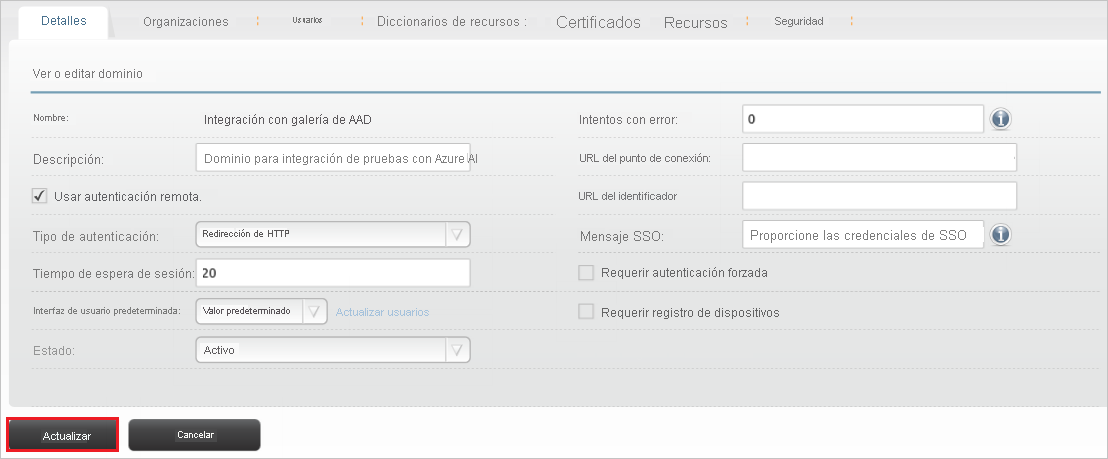 Detalles Organizaciones Usuarios Diccionarios de recursos : Certificados Recursos Seguridad
Ver o editar dominio
Nombre: Integración con galería de AAD
Intentos con error: 0
Descripción: Dominio para integración de pruebas con Azure AI
URL del punto de conexión:
Usar autenticación remota.
URL del identificador
Tipo de autenticación: Redirección de HTTP
Mensaje SSO: Proporcione las credenciales de SSO
Tiempo de espera de sesión: 20
Requerir autenticación forzada
Interfaz de usuario predeterminada: Valor predeterminado Actualizar usuarios
Requerir registro de dispositivos
Estado: Activo
Actualizar Cancelar